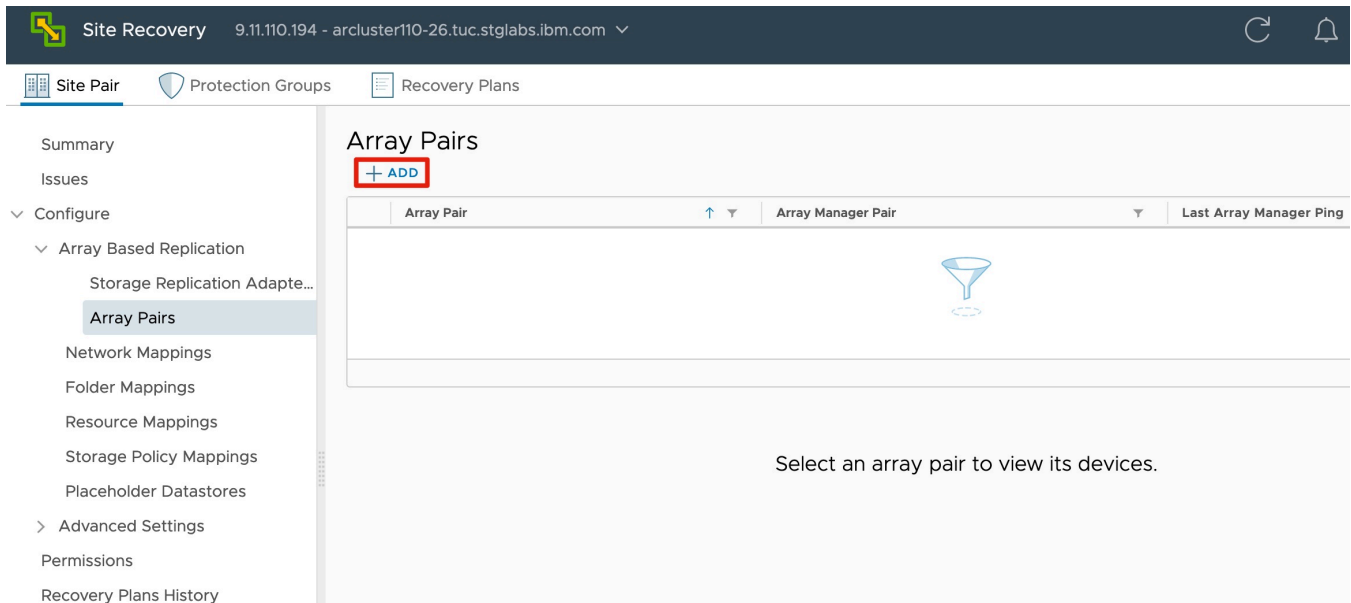 Site Recovery 9.11.110.194 - arcluster110-26.tuc.stglabs.ibm.com
Site Pair Protection Groups Recovery Plans
Summary
Issues
Configure
Array Based Replication
Storage Replication Adapte...
Array Pairs
Network Mappings
Folder Mappings
Resource Mappings
Storage Policy Mappings
Placeholder Datastores
Advanced Settings
Permissions
Recovery Plans History
Array Pairs
+ ADD
Array Pair Array Manager Pair Last Array Manager Ping
Select an array pair to view its devices.